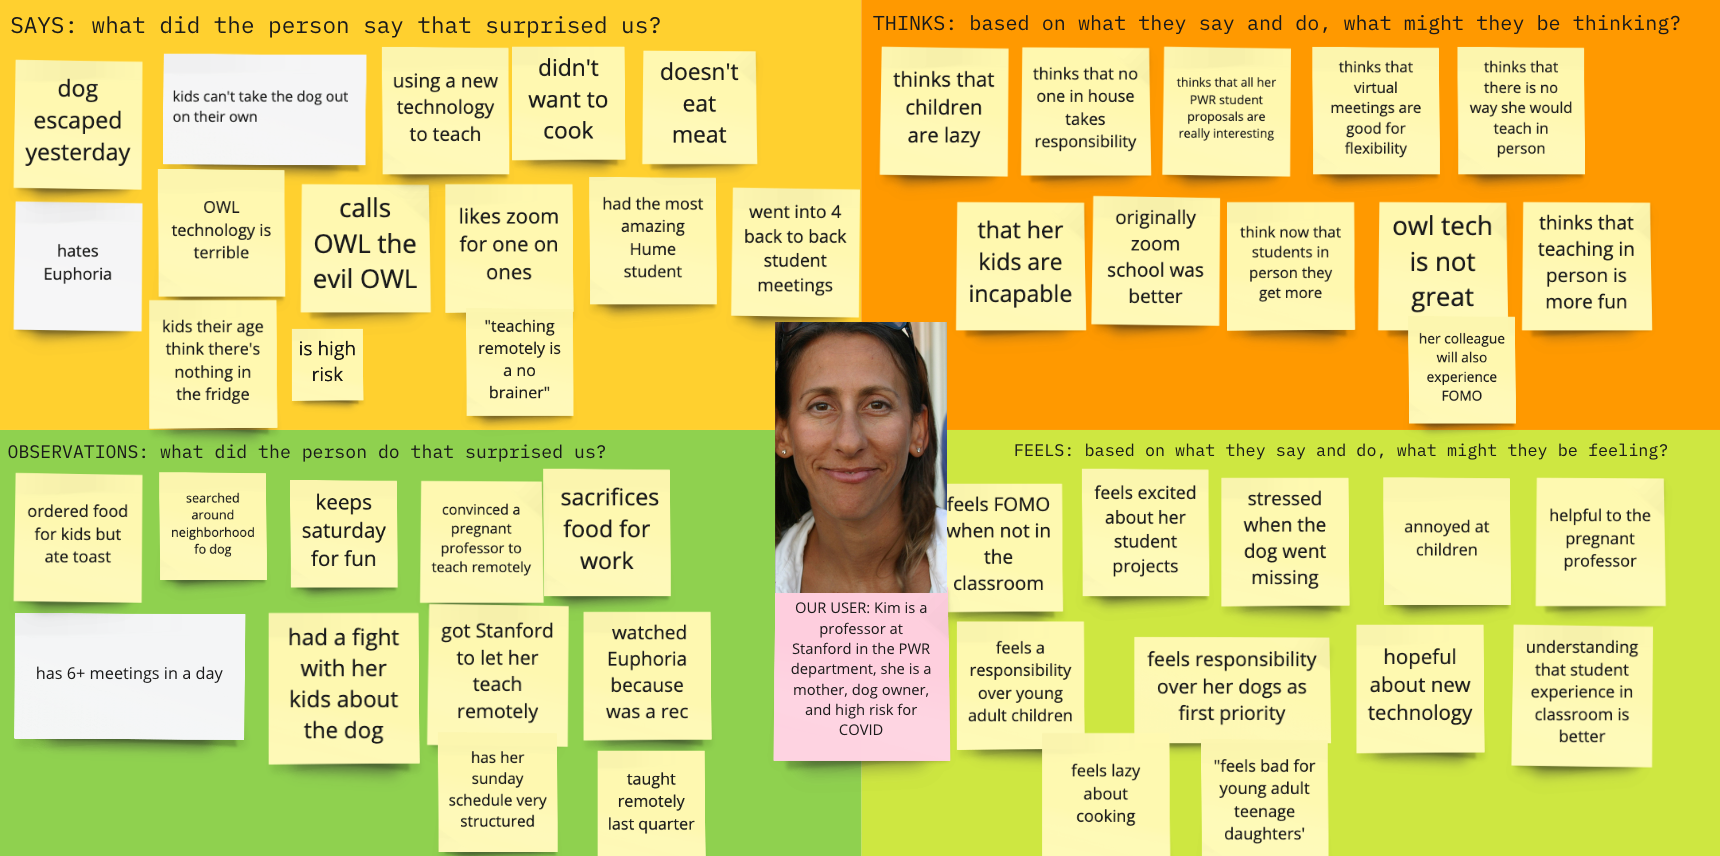 SAYS: what did the person say that surprised us?
dog
escaped
yesterday
kids can't take the dog out
on their own
using a new
technology
to teach
didn't
want to
cook
doesn't
eat
meat
hates
Euphoria
OWL
technology is
terrible
calls
OWL the
evil OWL
likes zoom
for one on
ones
had the most
amazing
Hume
student
went into 4
back to back
student
meetings
kids their age
think there's
nothing in
the fridge
is high
risk
"teaching
remotely is
a no
brainer"
THINKS: based on what they say and do, what might they be thinking?
thinks that
children
are lazy
thinks that no
one in house
takes
responsibility
thinks that all her
PWR student
proposals are
really interesting
thinks that
virtual
meetings are
good for
flexibility
thinks that
there is no
way she would
teach in
person
that her
kids are
incapable
originally
zoom
school was
better
think now that
students in
person they
get more
owl tech
is not
great
thinks that
teaching in
person is
more fun
her colleague
will also
experience
FOMO
OBSERVATIONS: what did the person do that surprised us?
ordered food
for kids but
ate toast
searched
around
neighborhood
fo dog
keeps
saturday
for fun
convinced a
pregnant
professor to
teach remotely
sacrifices
food for
work
has 6+ meetings in a day
had a fight
with her
kids about
the dog
got Stanford
to let her
teach
remotely
watched
Euphoria
because
was a rec
has her
sunday
schedule very
structured
taught
remotely
last quarter
OUR USER: Kim is a
professor at
Stanford in the PWR
department, she is a
mother, dog owner,
and high risk for
COVID
FEELS: based on what they say and do, what might they be feeling?
feels FOMO
when not in
the
classroom
feels excited
about her
student
projects
stressed
when the
dog went
missing
annoyed at
children
helpful to the
pregnant
professor
feels a
responsibility
over young
adult children
feels responsibility
over her dogs as
first priority
hopeful
about new
technology
understanding
that student
experience in
classroom is
better
feels lazy
about
cooking
"feels bad for
young adult
teenage
daughters'